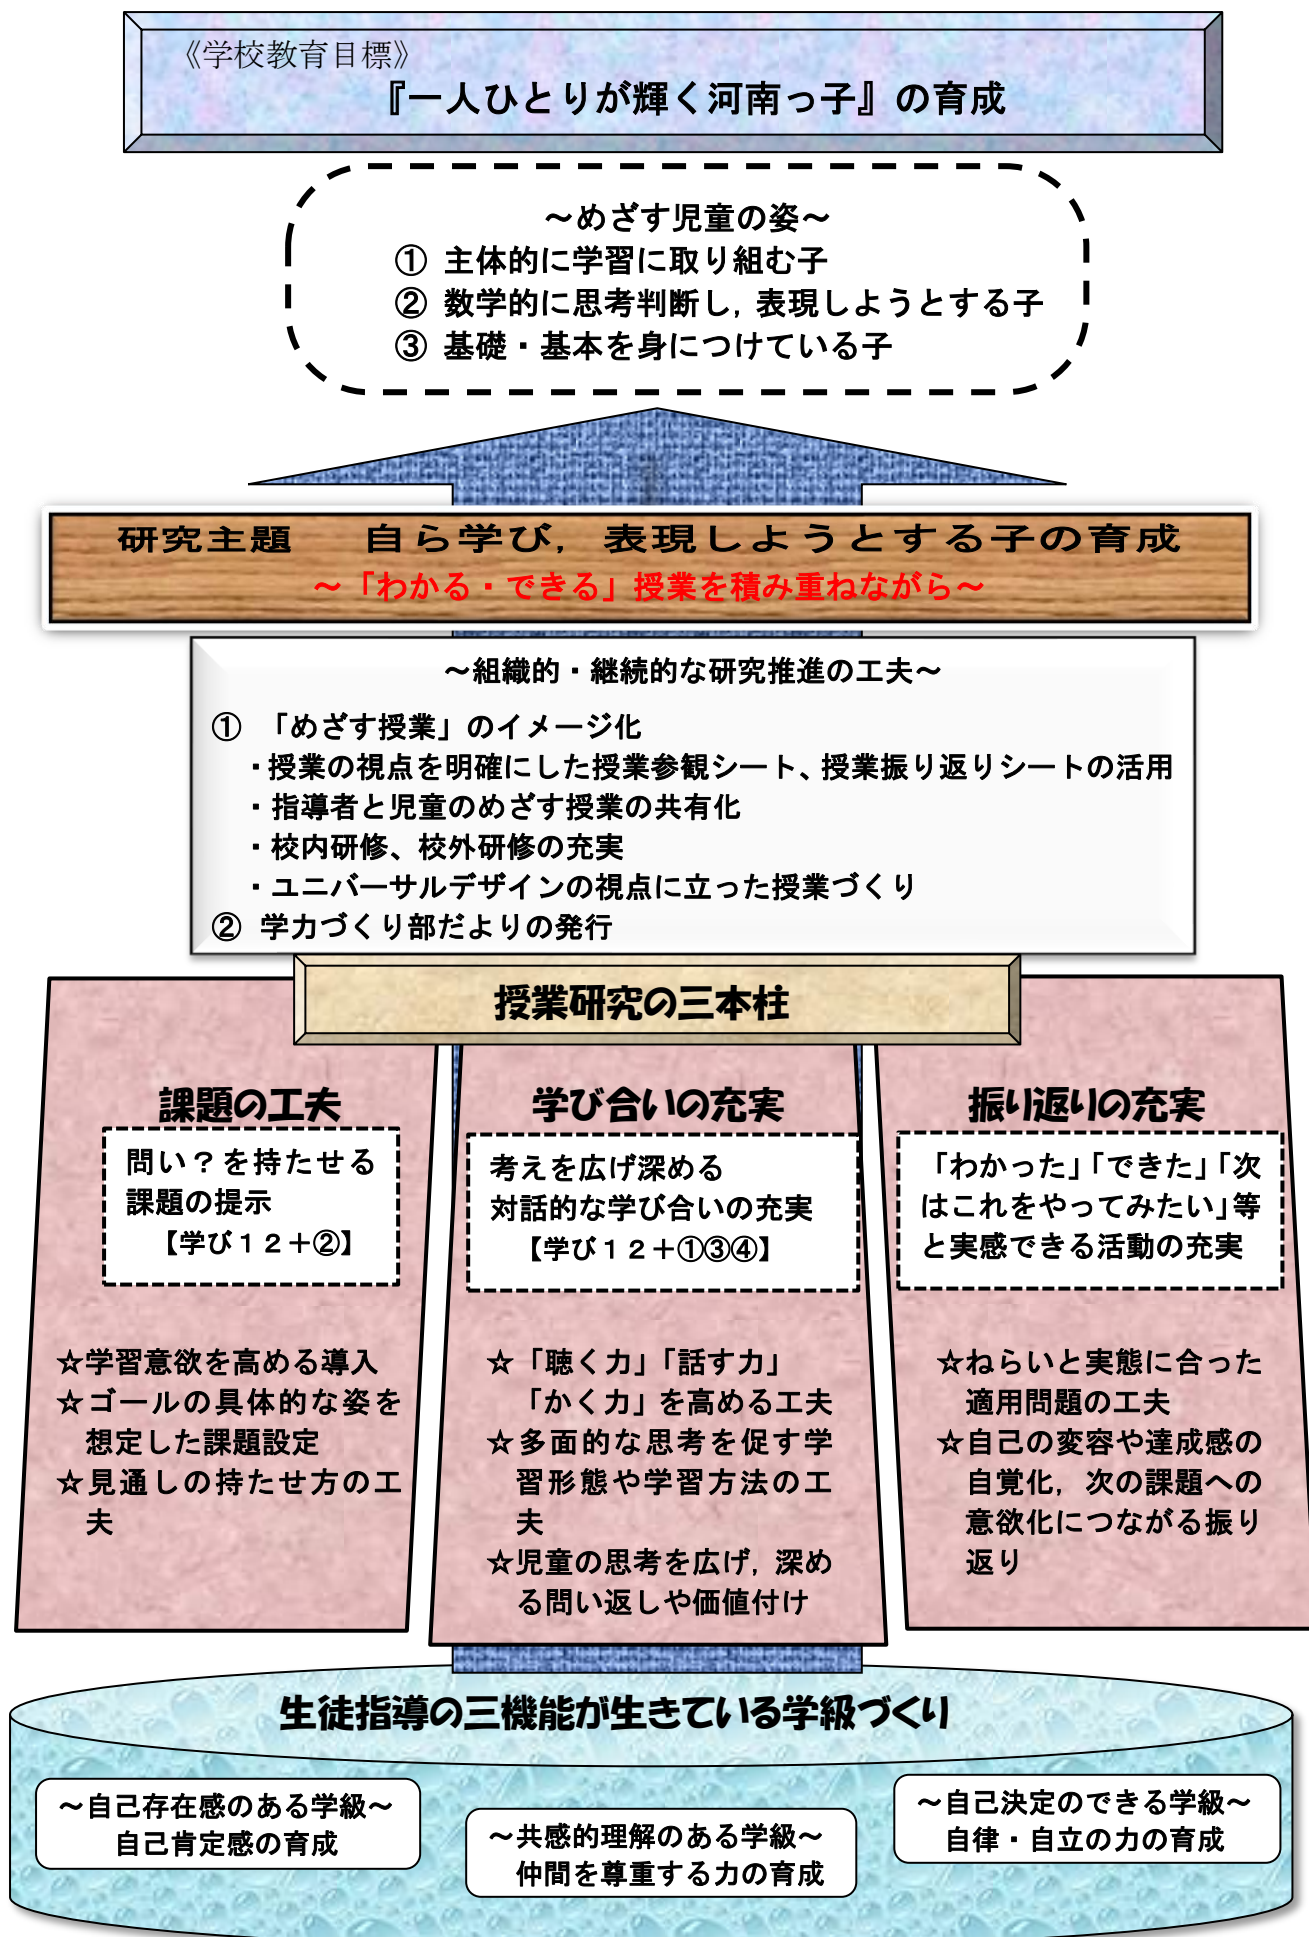 《学校教育目標》
『一人ひとりが輝く河南っ子』の育成
～めざす児童の姿～
① 主体的に学習に取り組む子
② 数学的に思考判断し，表現しようとする子
③ 基礎・基本を身につけている子
研究主題　自ら学び，表現しようとする子の育成
～「わかる・できる」授業を積み重ねながら～
～組織的・継続的な研究推進の工夫～
① 「めざす授業」のイメージ化
・授業の視点を明確にした授業参観シート、授業振り返りシートの活用
・指導者と児童のめざす授業の共有化
・校内研修、校外研修の充実
・ユニバーサルデザインの視点に立った授業づくり
② 学力づくり部だよりの発行
授業研究の三本柱
課題の工夫
問い？を持たせる
課題の提示
【学び１２＋②】
☆学習意欲を高める導入
☆ゴールの具体的な姿を
想定した課題設定
☆見通しの持たせ方の工
夫
学び合いの充実
考えを広げ深める
対話的な学び合いの充実
【学び１２＋①③④】
☆「聴く力」「話す力」
「かく力」を高める工夫
☆多面的な思考を促す学
習形態や学習方法の工
夫
☆児童の思考を広げ，深め
る問い返しや価値付け
振り返りの充実
「わかった」「できた」「次
はこれをやってみたい」等
と実感できる活動の充実
☆ねらいと実態に合った
適用問題の工夫
☆自己の変容や達成感の
自覚化，次の課題への
意欲化につながる振り
返り
生徒指導の三機能が生きている学級づくり
～自己存在感のある学級～
自己肯定感の育成
～共感的理解のある学級～
仲間を尊重する力の育成
～自己決定のできる学級～
自律・自立の力の育成